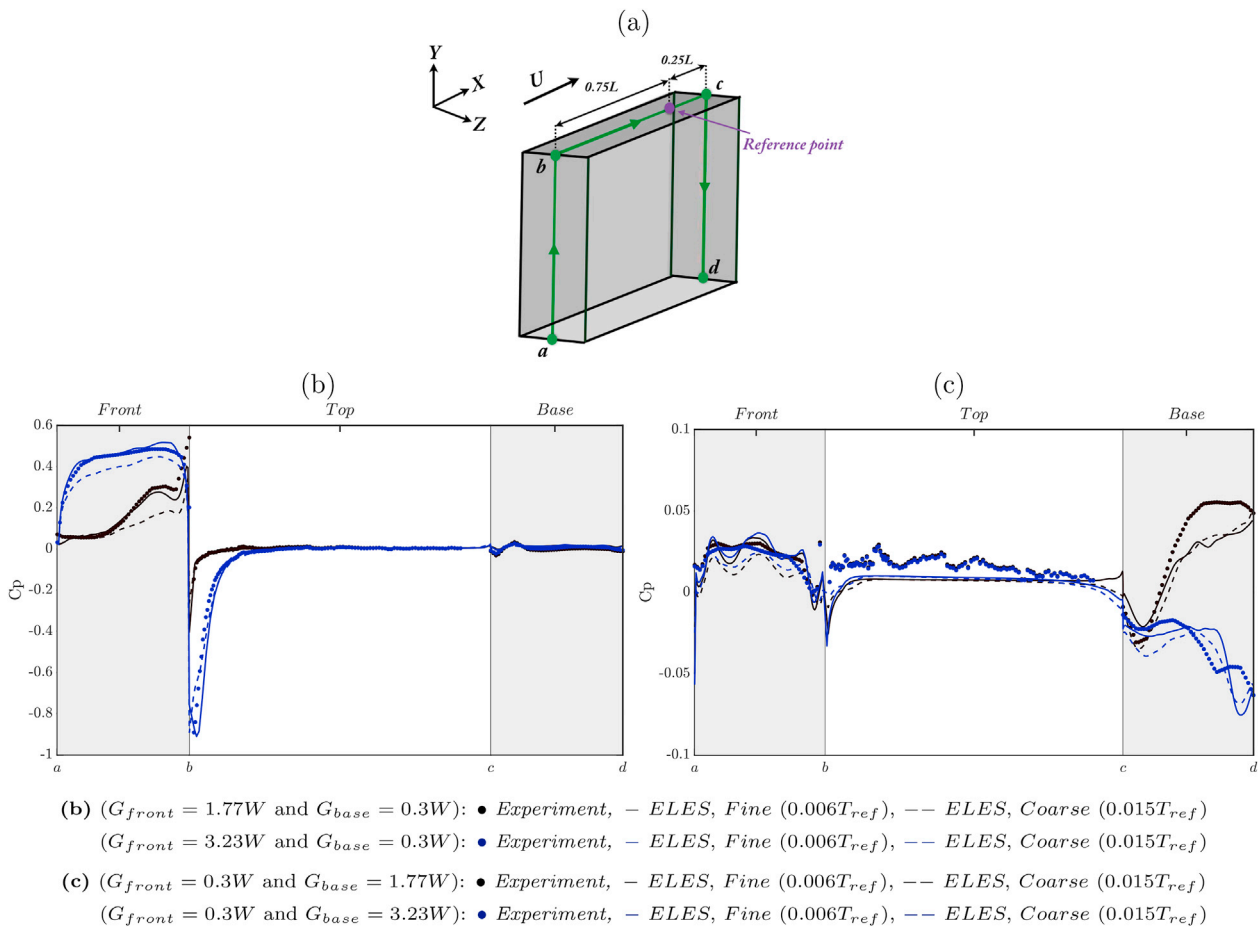 (a)
Y
X
Z
U
0.75L
0.25L
c
b
Reference point
d
a
(b)
Front Top Base
0.6
0.4
0.2
0
-0.2
-0.4
-0.6
-0.8
-1
Cp
a b c d
(c)
Front Top Base
0.1
0.05
0
-0.05
-0.1
Cp
a b c d
(b) (G_front = 1.77W and G_base = 0.3W): • Experiment, − ELES, Fine (0.006T_ref), −− ELES, Coarse (0.015T_ref)
(G_front = 3.23W and G_base = 0.3W): • Experiment, − ELES, Fine (0.006T_ref), −− ELES, Coarse (0.015T_ref)
(c) (G_front = 0.3W and G_base = 1.77W): • Experiment, − ELES, Fine (0.006T_ref), −− ELES, Coarse (0.015T_ref)
(G_front = 0.3W and G_base = 3.23W): • Experiment, − ELES, Fine (0.006T_ref), −− ELES, Coarse (0.015T_ref)